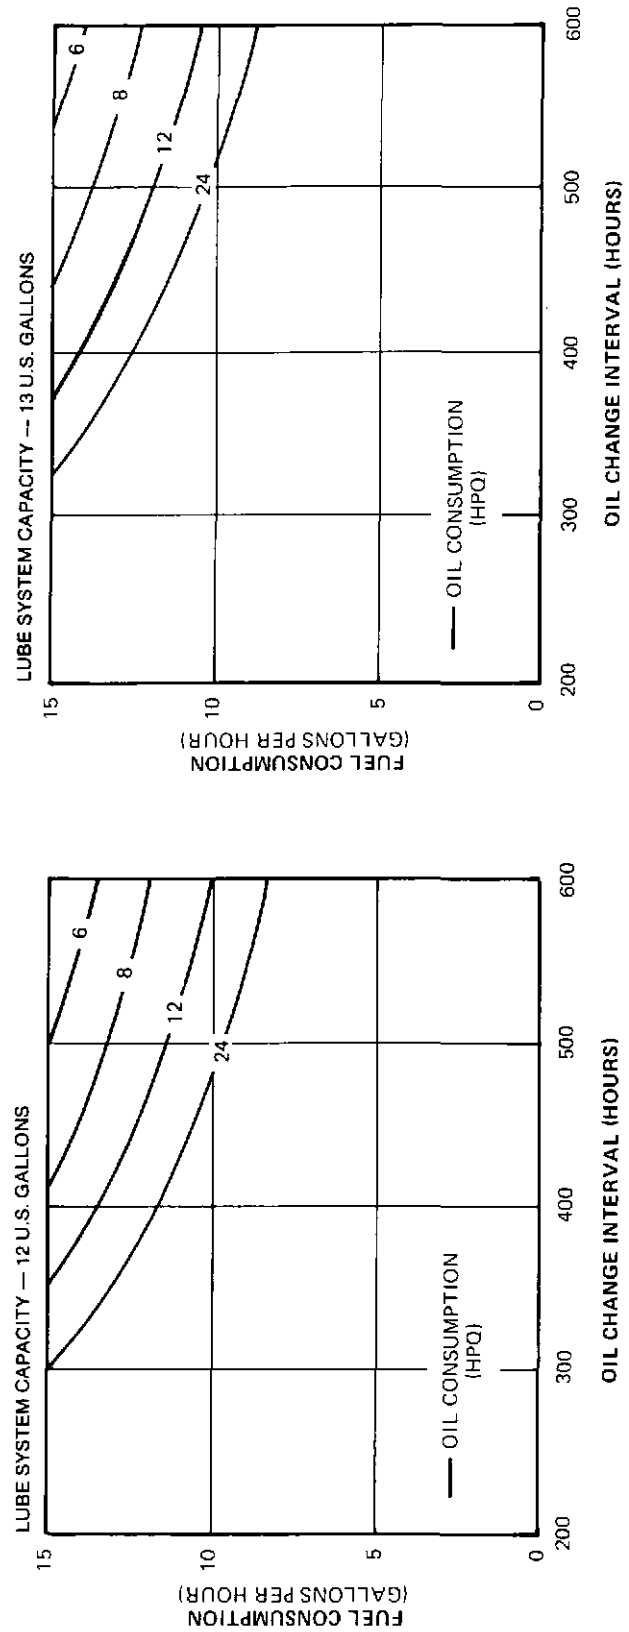 LUBE SYSTEM CAPACITY — 12 U.S. GALLONS
FUEL CONSUMPTION
(GALLONS PER HOUR)
15
10
5
0
6
8
12
24
OIL CONSUMPTION
(HPQ)
200
300
400
500
600
OIL CHANGE INTERVAL (HOURS)
LUBE SYSTEM CAPACITY — 13 U.S. GALLONS
FUEL CONSUMPTION
(GALLONS PER HOUR)
15
10
5
0
6
8
12
24
OIL CONSUMPTION
(HPQ)
200
300
400
500
600
OIL CHANGE INTERVAL (HOURS)